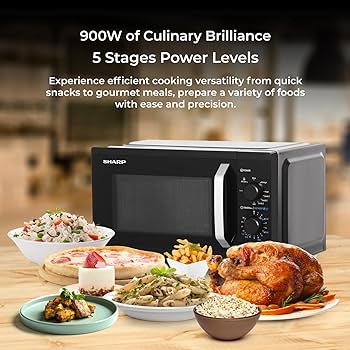 900W of Culinary Brilliance
5 Stages Power Levels
Experience efficient cooking versatility from quick
snacks to gourmet meals, prepare a variety of foods
with ease and precision.
SHARP